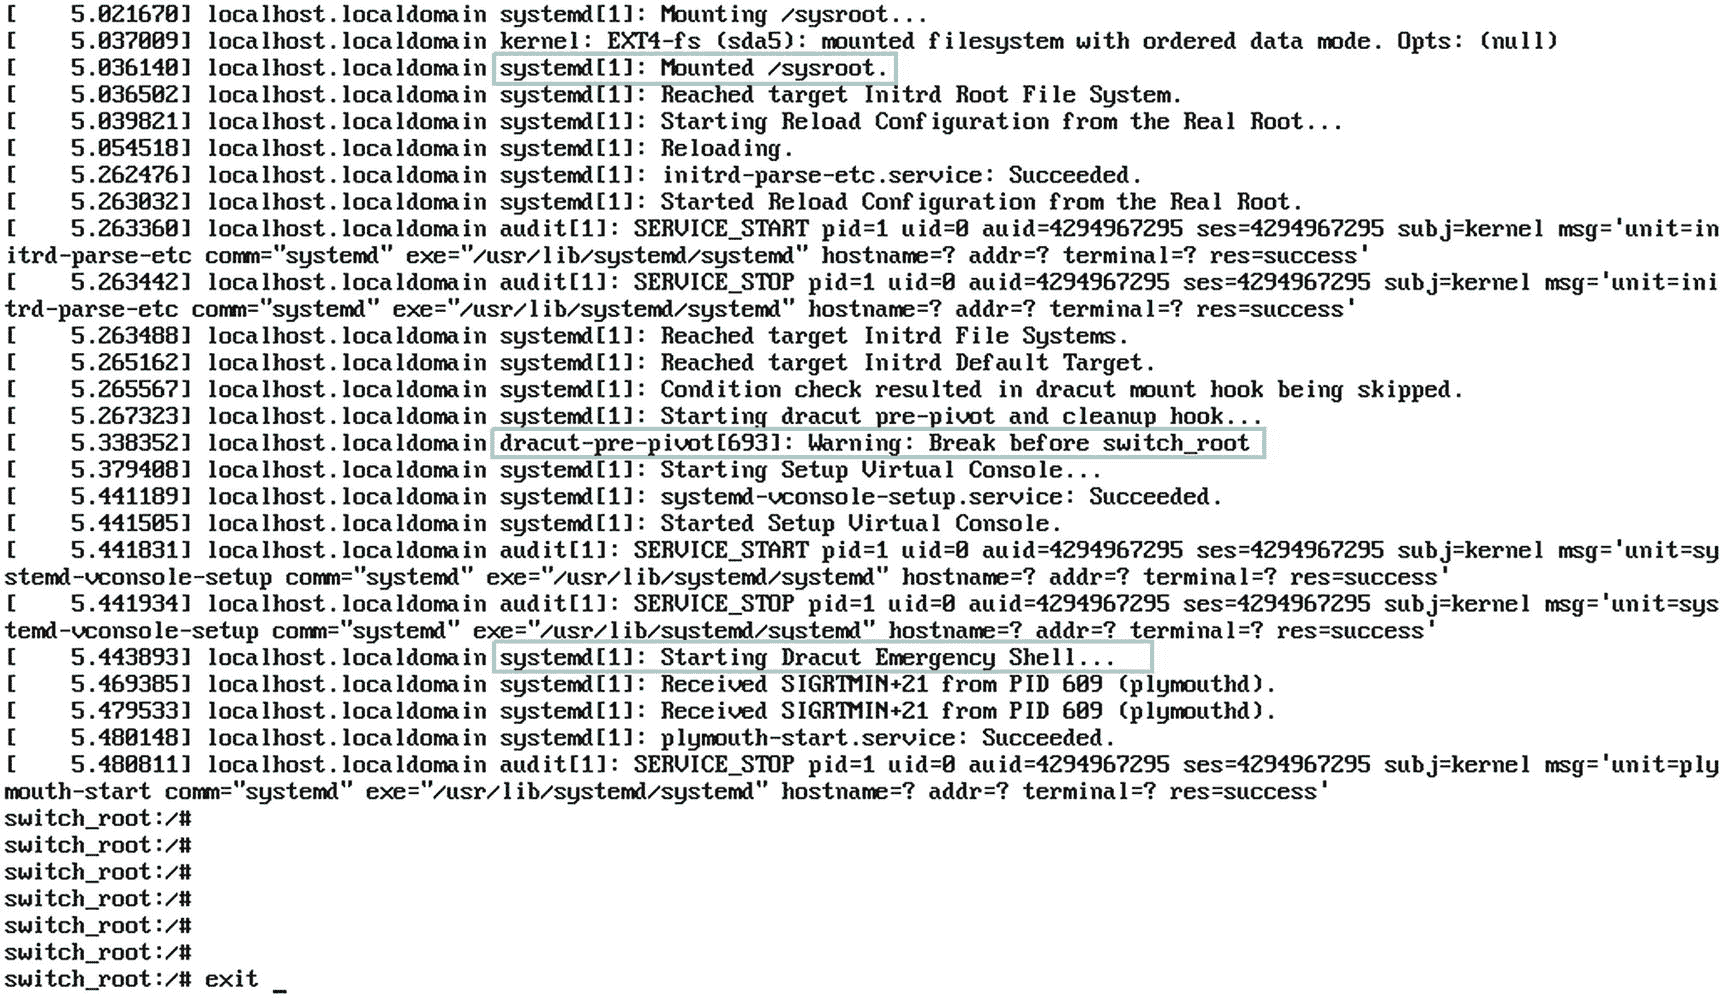 [    5.021670] localhost.localdomain systemd[1]: Mounting /sysroot...
[    5.037009] localhost.localdomain kernel: EXT4-fs (sda5): mounted filesystem with ordered data mode. Opts: (null)
[    5.036140] localhost.localdomain systemd[1]: Mounted /sysroot.
[    5.036502] localhost.localdomain systemd[1]: Reached target Initrd Root File System.
[    5.039821] localhost.localdomain systemd[1]: Starting Reload Configuration from the Real Root...
[    5.054518] localhost.localdomain systemd[1]: Reloading.
[    5.262476] localhost.localdomain systemd[1]: initrd-parse-etc.service: Succeeded.
[    5.263032] localhost.localdomain systemd[1]: Started Reload Configuration from the Real Root.
[    5.263360] localhost.localdomain audit[1]: SERVICE_START pid=1 uid=0 auid=4294967295 ses=4294967295 subj=kernel msg='unit=in
itrd-parse-etc comm="systemd" exe="/usr/lib/systemd/systemd" hostname=? addr=? terminal=? res=success'
[    5.263442] localhost.localdomain audit[1]: SERVICE_STOP pid=1 uid=0 auid=4294967295 ses=4294967295 subj=kernel msg='unit=ini
trd-parse-etc comm="systemd" exe="/usr/lib/systemd/systemd" hostname=? addr=? terminal=? res=success'
[    5.263488] localhost.localdomain systemd[1]: Reached target Initrd File Systems.
[    5.265162] localhost.localdomain systemd[1]: Reached target Initrd Default Target.
[    5.265567] localhost.localdomain systemd[1]: Condition check resulted in dracut mount hook being skipped.
[    5.267323] localhost.localdomain systemd[1]: Starting dracut pre-pivot and cleanup hook...
[    5.338352] localhost.localdomain dracut-pre-pivot[693]: Warning: Break before switch_root
[    5.379408] localhost.localdomain systemd[1]: Starting Setup Virtual Console...
[    5.441189] localhost.localdomain systemd[1]: systemd-vconsole-setup.service: Succeeded.
[    5.441505] localhost.localdomain systemd[1]: Started Setup Virtual Console.
[    5.441831] localhost.localdomain audit[1]: SERVICE_START pid=1 uid=0 auid=4294967295 ses=4294967295 subj=kernel msg='unit=sy
stemd-vconsole-setup comm="systemd" exe="/usr/lib/systemd/systemd" hostname=? addr=? terminal=? res=success'
[    5.441934] localhost.localdomain audit[1]: SERVICE_STOP pid=1 uid=0 auid=4294967295 ses=4294967295 subj=kernel msg='unit=sys
temd-vconsole-setup comm="systemd" exe="/usr/lib/systemd/systemd" hostname=? addr=? terminal=? res=success'
[    5.443893] localhost.localdomain systemd[1]: Starting Dracut Emergency Shell...
[    5.469385] localhost.localdomain systemd[1]: Received SIGRTMIN+21 from PID 609 (plymouthd).
[    5.479533] localhost.localdomain systemd[1]: Received SIGRTMIN+21 from PID 609 (plymouthd).
[    5.480148] localhost.localdomain systemd[1]: plymouth-start.service: Succeeded.
[    5.480811] localhost.localdomain audit[1]: SERVICE_STOP pid=1 uid=0 auid=4294967295 ses=4294967295 subj=kernel msg='unit=ply
mouth-start comm="systemd" exe="/usr/lib/systemd/systemd" hostname=? addr=? terminal=? res=success'
switch_root:/#
switch_root:/#
switch_root:/#
switch_root:/#
switch_root:/#
switch_root:/#
switch_root:/# exit _